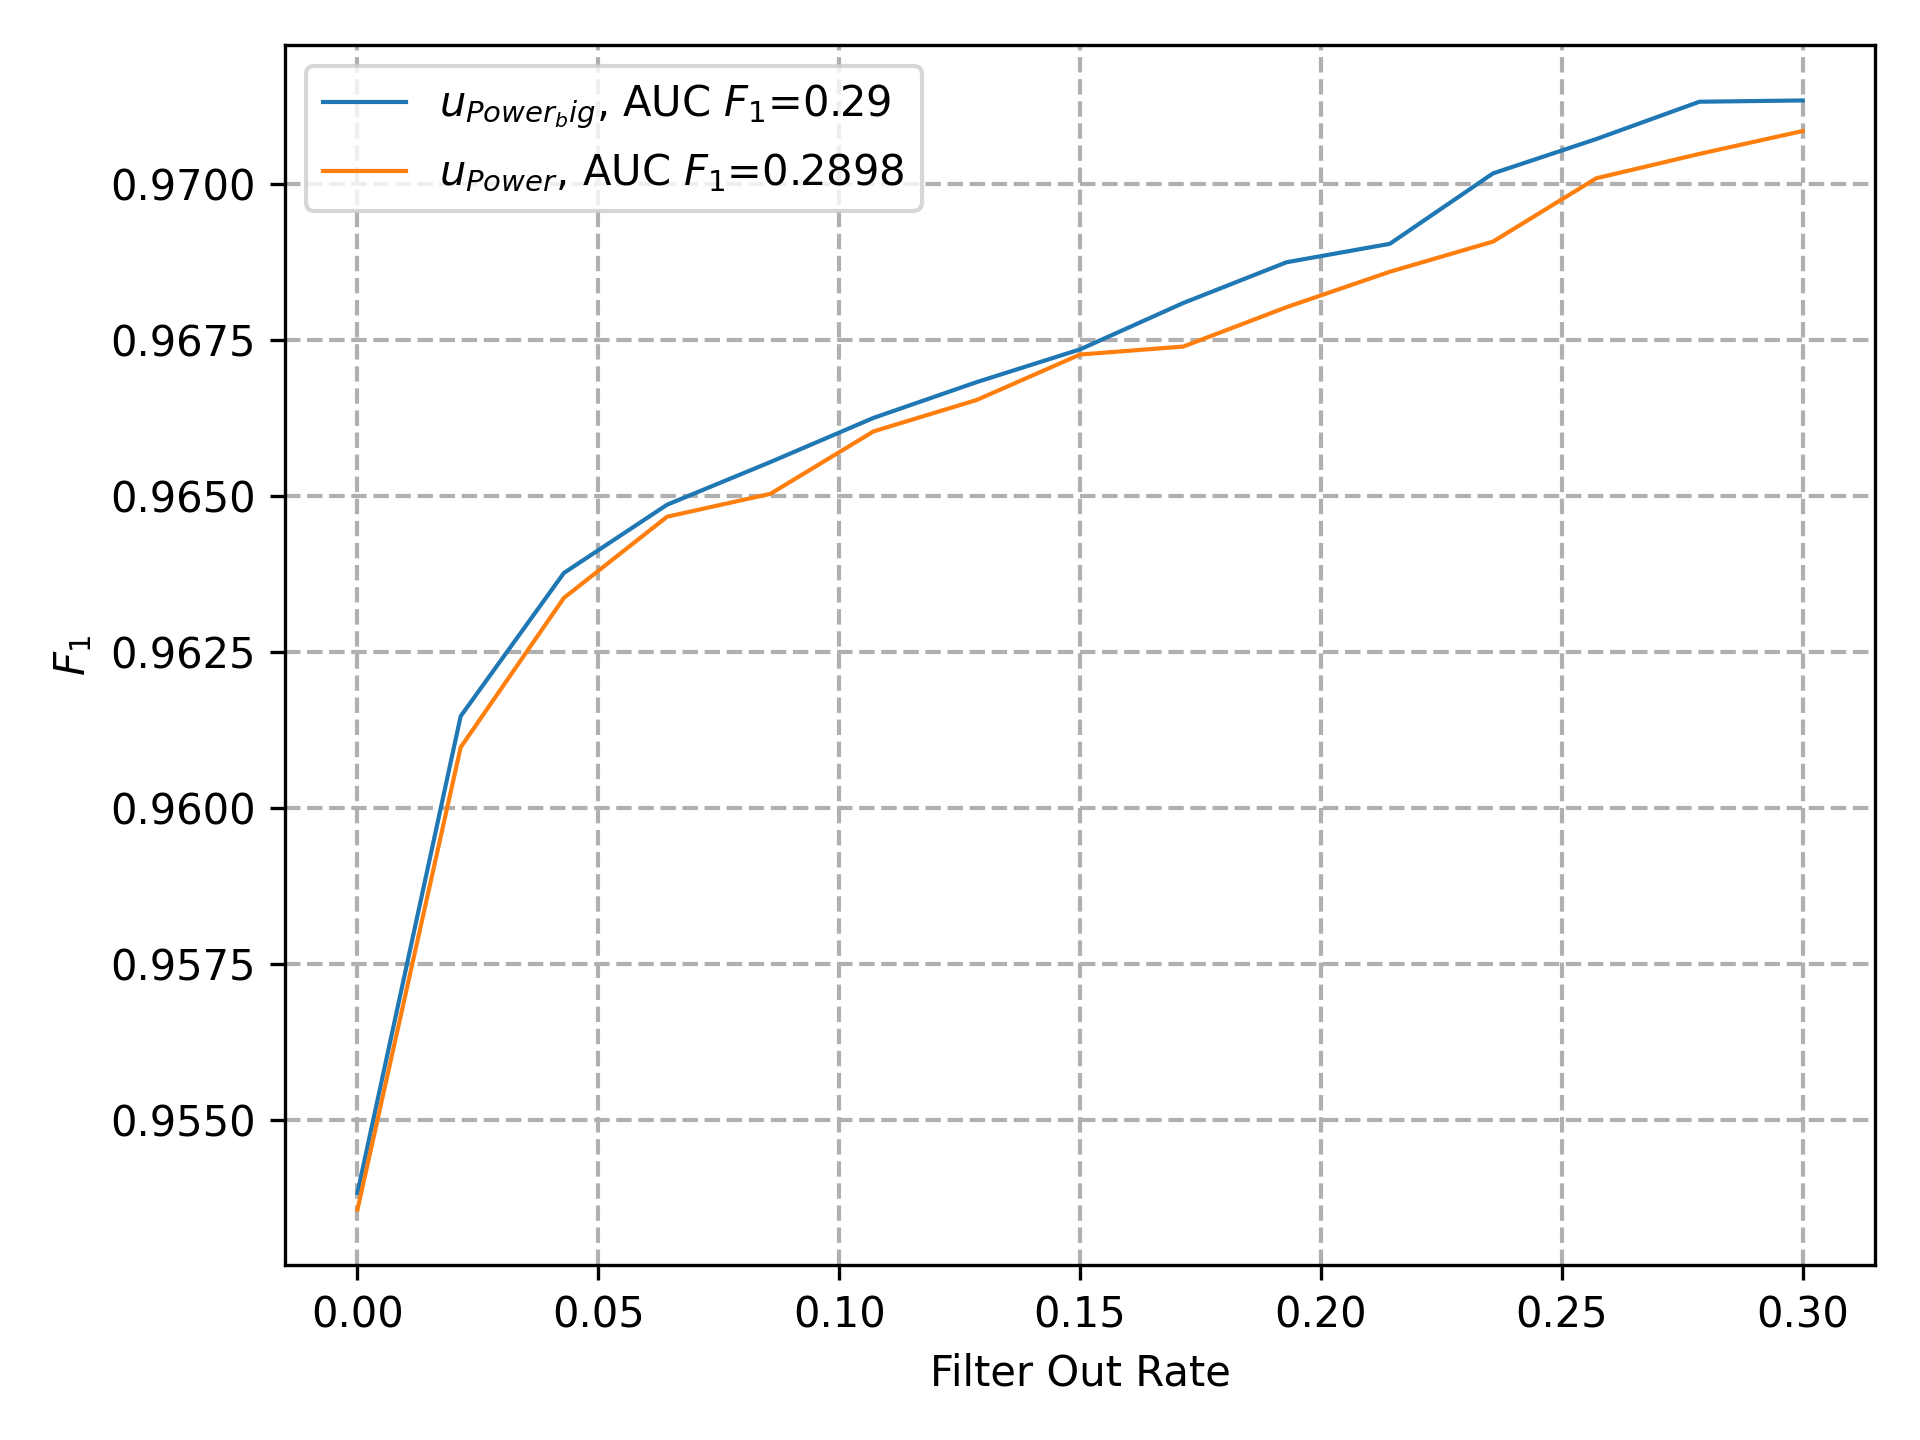 u_{Power_big}, AUC F_1=0.29
u_{Power}, AUC F_1=0.2898
0.9700
0.9675
0.9650
0.9625
0.9600
0.9575
0.9550
F_1
0.00 0.05 0.10 0.15 0.20 0.25 0.30
Filter Out Rate